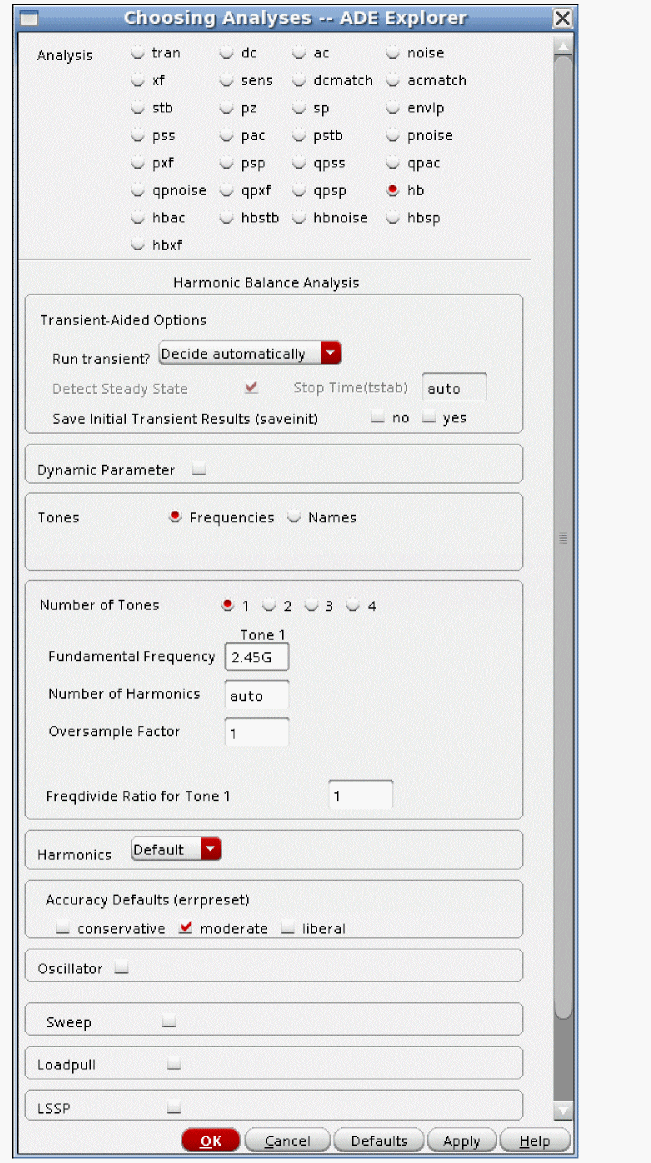 Choosing Analyses -- ADE Explorer
Analysis tran dc ac noise
xf sens dcmatch acmatch
stb pz sp envlp
pss pac pstb pnoise
pxf psp qpss qpac
qpnoise qpxf qpsp hb
hbac hbstb hbnoise hbsp
hbxf
Harmonic Balance Analysis
Transient-Aided Options
Run transient? Decide automatically
Detect Steady State Stop Time(tstab) auto
Save Initial Transient Results (saveinit) no yes
Dynamic Parameter
Tones Frequencies Names
Number of Tones 1 2 3 4
Tone 1
Fundamental Frequency 2.45G
Number of Harmonics auto
Oversample Factor 1
Freqdivide Ratio for Tone 1 1
Harmonics Default
Accuracy Defaults (errpreset)
conservative moderate liberal
Oscillator
Sweep
Loadpull
LSSP
OK Cancel Defaults Apply Help